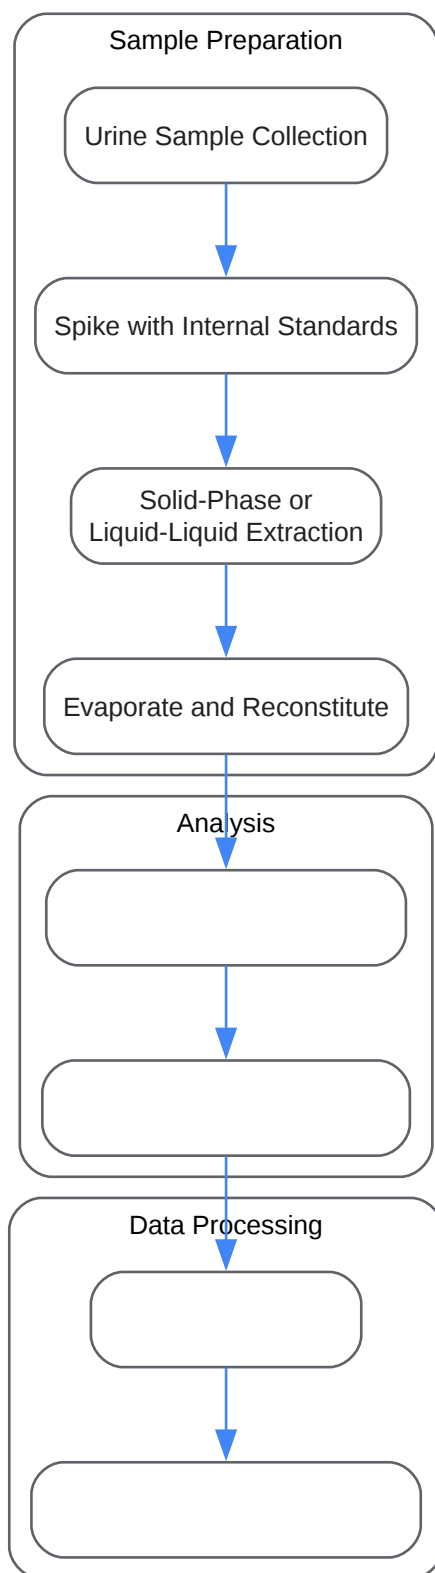 Sample Preparation
Urine Sample Collection
Spike with Internal Standards
Solid-Phase or
Liquid-Liquid Extraction
Evaporate and Reconstitute
Analysis
Data Processing